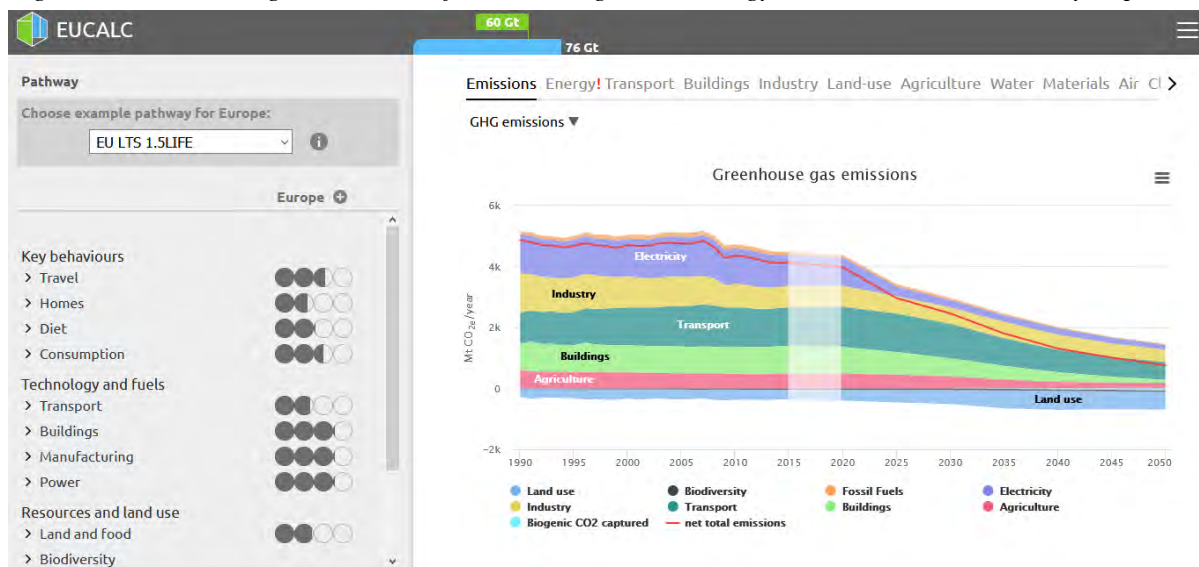 EUCALC
60 Gt
76 Gt
Pathway
Choose example pathway for Europe:
EU LTS 1.5LIFE
Europe
Key behaviours
Travel
Homes
Diet
Consumption
Technology and fuels
Transport
Buildings
Manufacturing
Power
Resources and land use
Land and food
Biodiversity
Emissions Energy! Transport Buildings Industry Land-use Agriculture Water Materials Air
GHG emissions ▼
Greenhouse gas emissions
Mt CO2e/year
6k
4k
2k
0
−2k
Electricity
Industry
Transport
Buildings
Agriculture
Land use
1990 1995 2000 2005 2010 2015 2020 2025 2030 2035 2040 2045 2050
Land use Biodiversity Fossil Fuels Electricity
Industry Transport Buildings Agriculture
Biogenic CO2 captured net total emissions